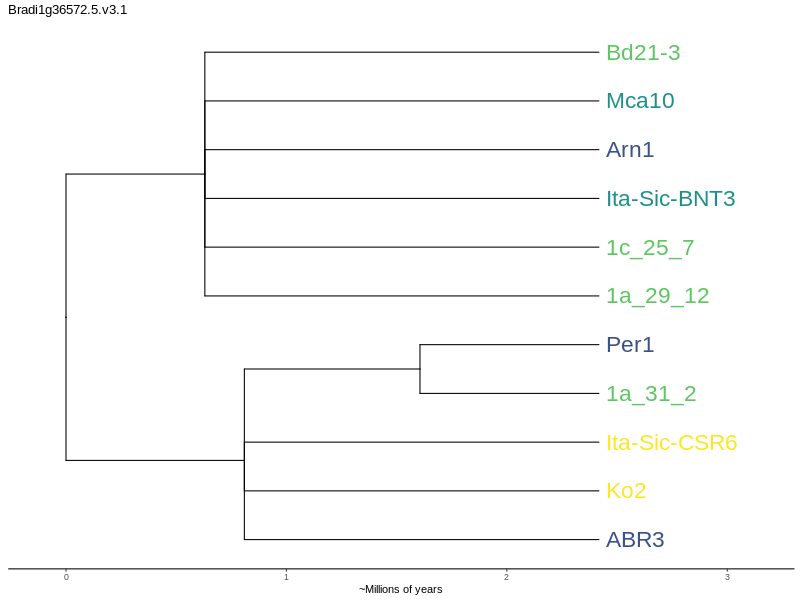 Bradi1g36572.5.v3.1
Bd21-3
Mca10
Arn1
Ita-Sic-BNT3
1c_25_7
1a_29_12
Per1
1a_31_2
Ita-Sic-CSR6
Ko2
ABR3
0 1 2 3
~Millions of years